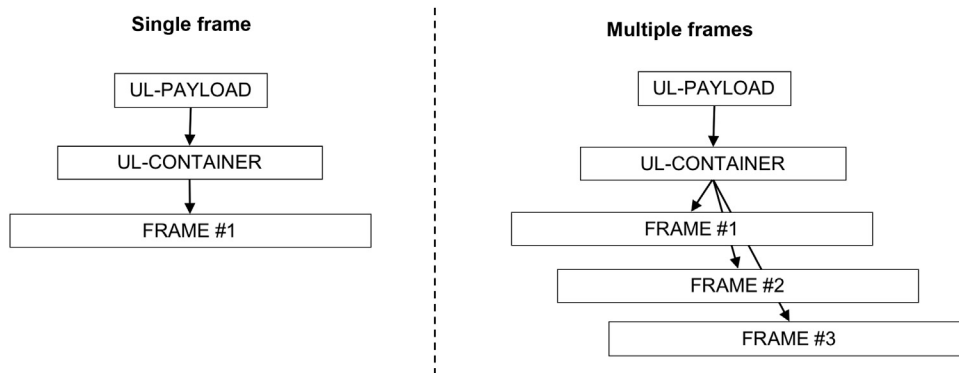 Single frame
UL-PAYLOAD
UL-CONTAINER
FRAME #1
Multiple frames
UL-PAYLOAD
UL-CONTAINER
FRAME #1
FRAME #2
FRAME #3